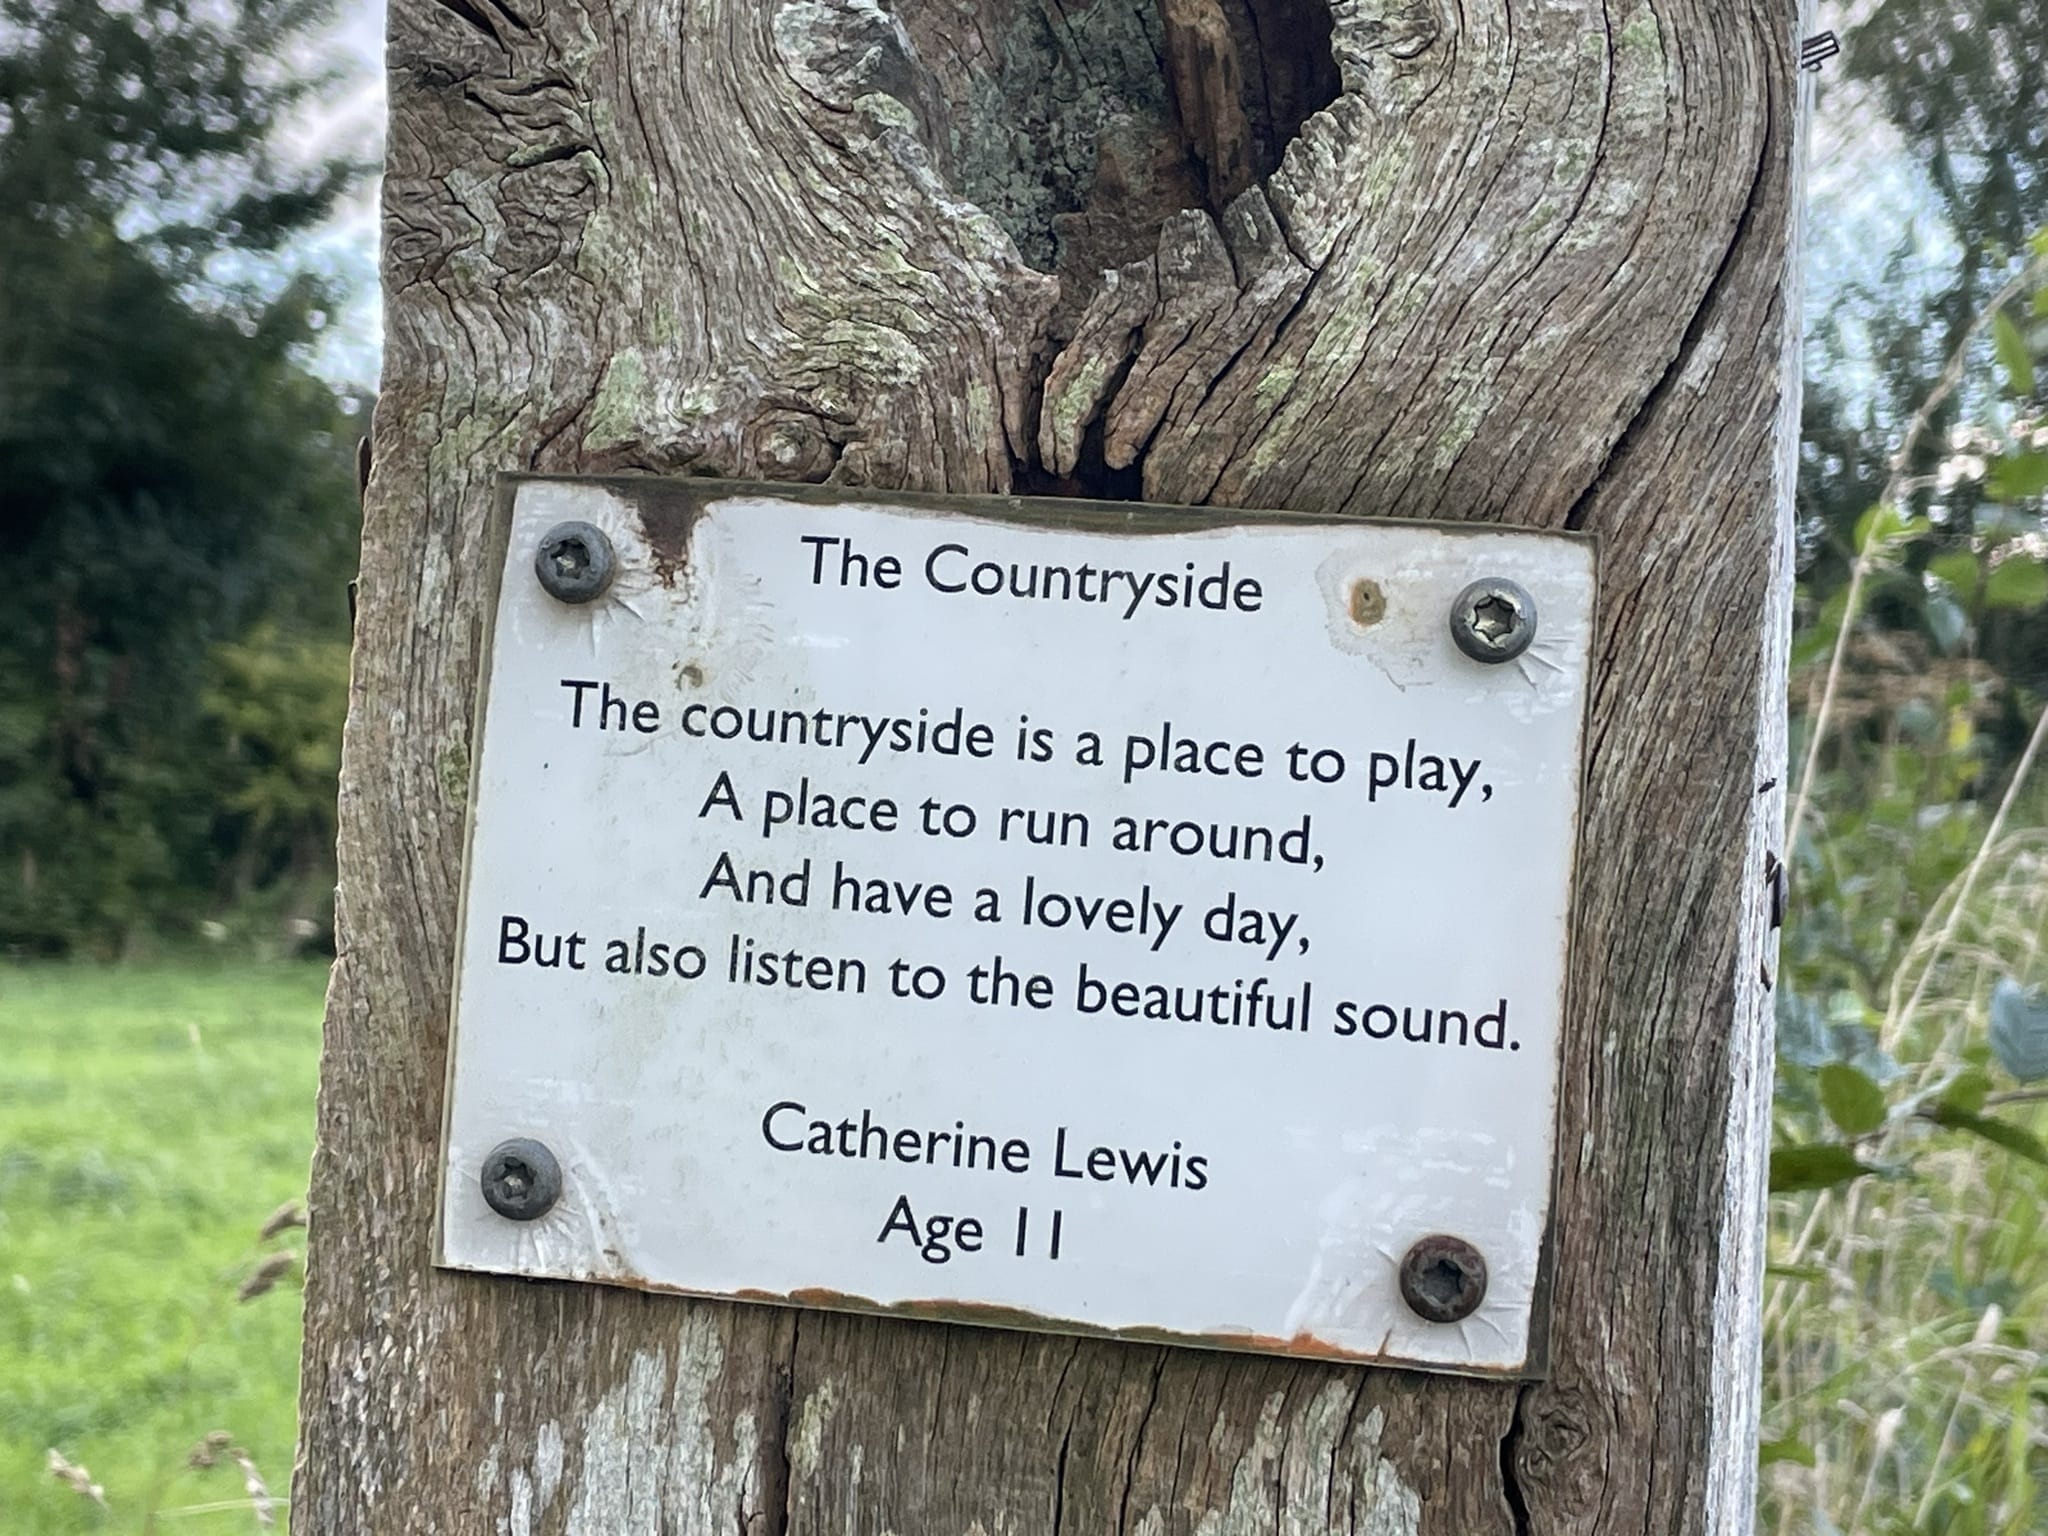 The Countryside
The countryside is a place to play,
A place to run around,
And have a lovely day,
But also listen to the beautiful sound.
Catherine Lewis
Age 11